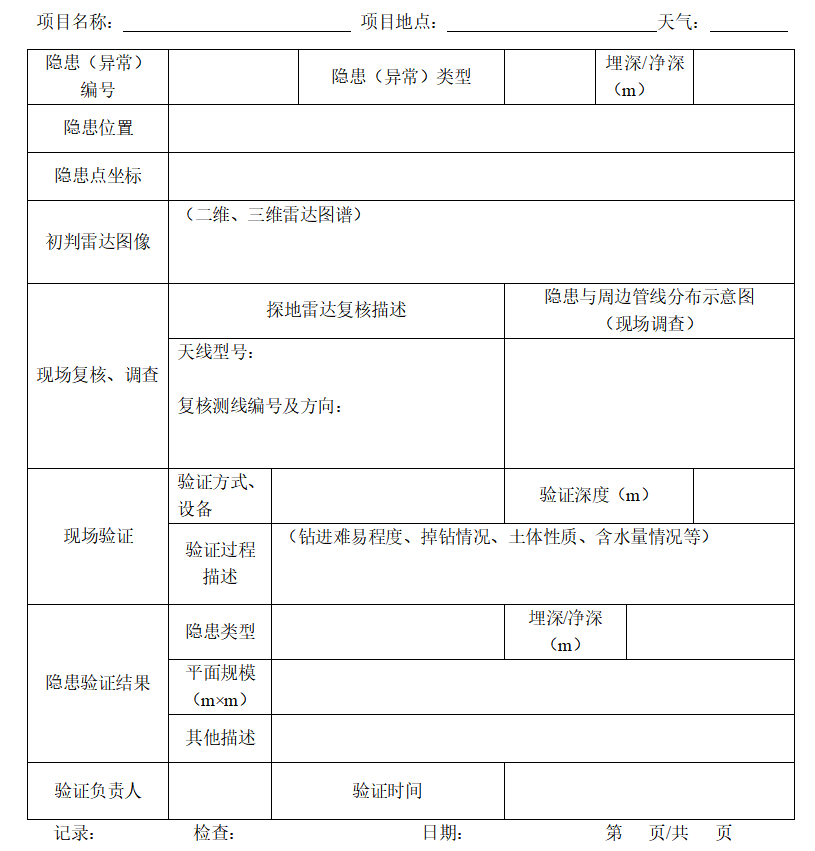 项目名称： 项目地点： 天气：
隐患（异常）
编号
隐患（异常）类型
埋深/净深
（m）
隐患位置
隐患点坐标
初判雷达图像
（二维、三维雷达图谱）
现场复核、调查
探地雷达复核描述
隐患与周边管线分布示意图
（现场调查）
天线型号：
复核测线编号及方向：
现场验证
验证方式、
设备
验证深度（m）
验证过程
描述
（钻进难易程度、掉钻情况、土体性质、含水量情况等）
隐患验证结果
隐患类型
埋深/净深
（m）
平面规模
（m×m）
其他描述
验证负责人
验证时间
记录： 检查： 日期： 第 页/共 页